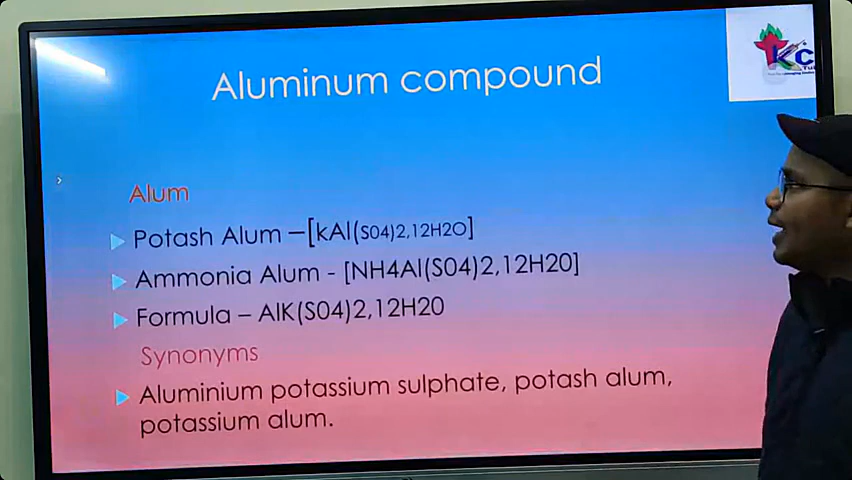 Aluminum compound
KC
Alum
Potash Alum –[kAl(S04)2,12H2O]
Ammonia Alum - [NH4Al(S04)2,12H20]
Formula – AlK(S04)2,12H20
Synonyms
Aluminium potassium sulphate, potash alum,
potassium alum.